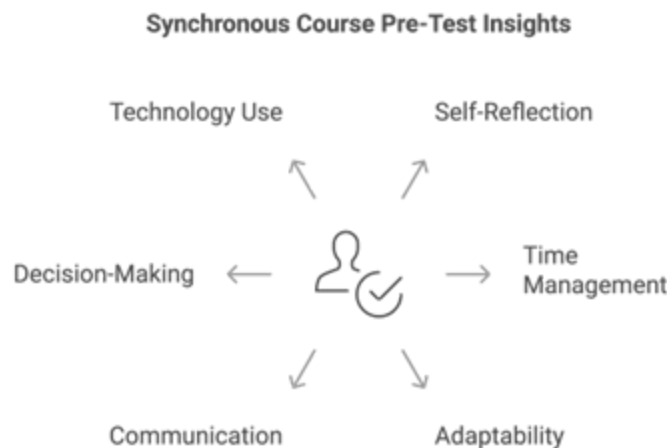 Synchronous Course Pre-Test Insights
Technology Use
Self-Reflection
Decision-Making
Time
Management
Communication
Adaptability